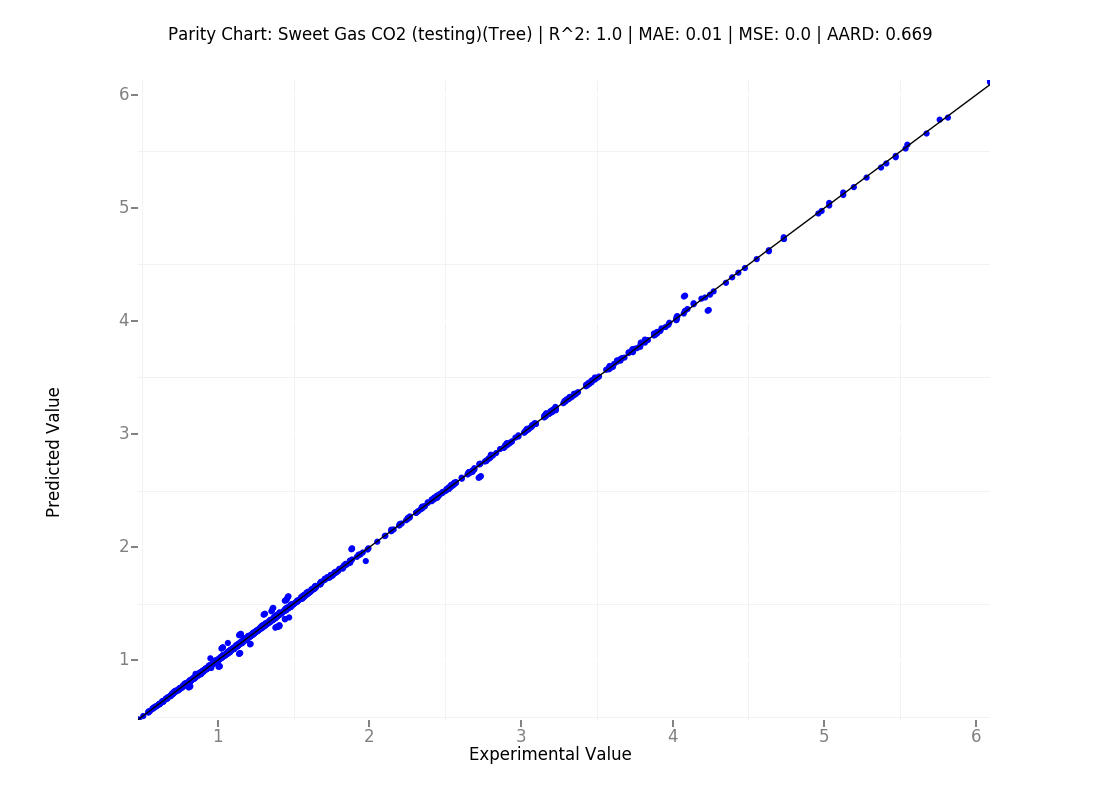 Parity Chart: Sweet Gas CO2 (testing)(Tree) | R^2: 1.0 | MAE: 0.01 | MSE: 0.0 | AARD: 0.669
6
5
4
3
2
1
Predicted Value
1 2 3 4 5 6
Experimental Value